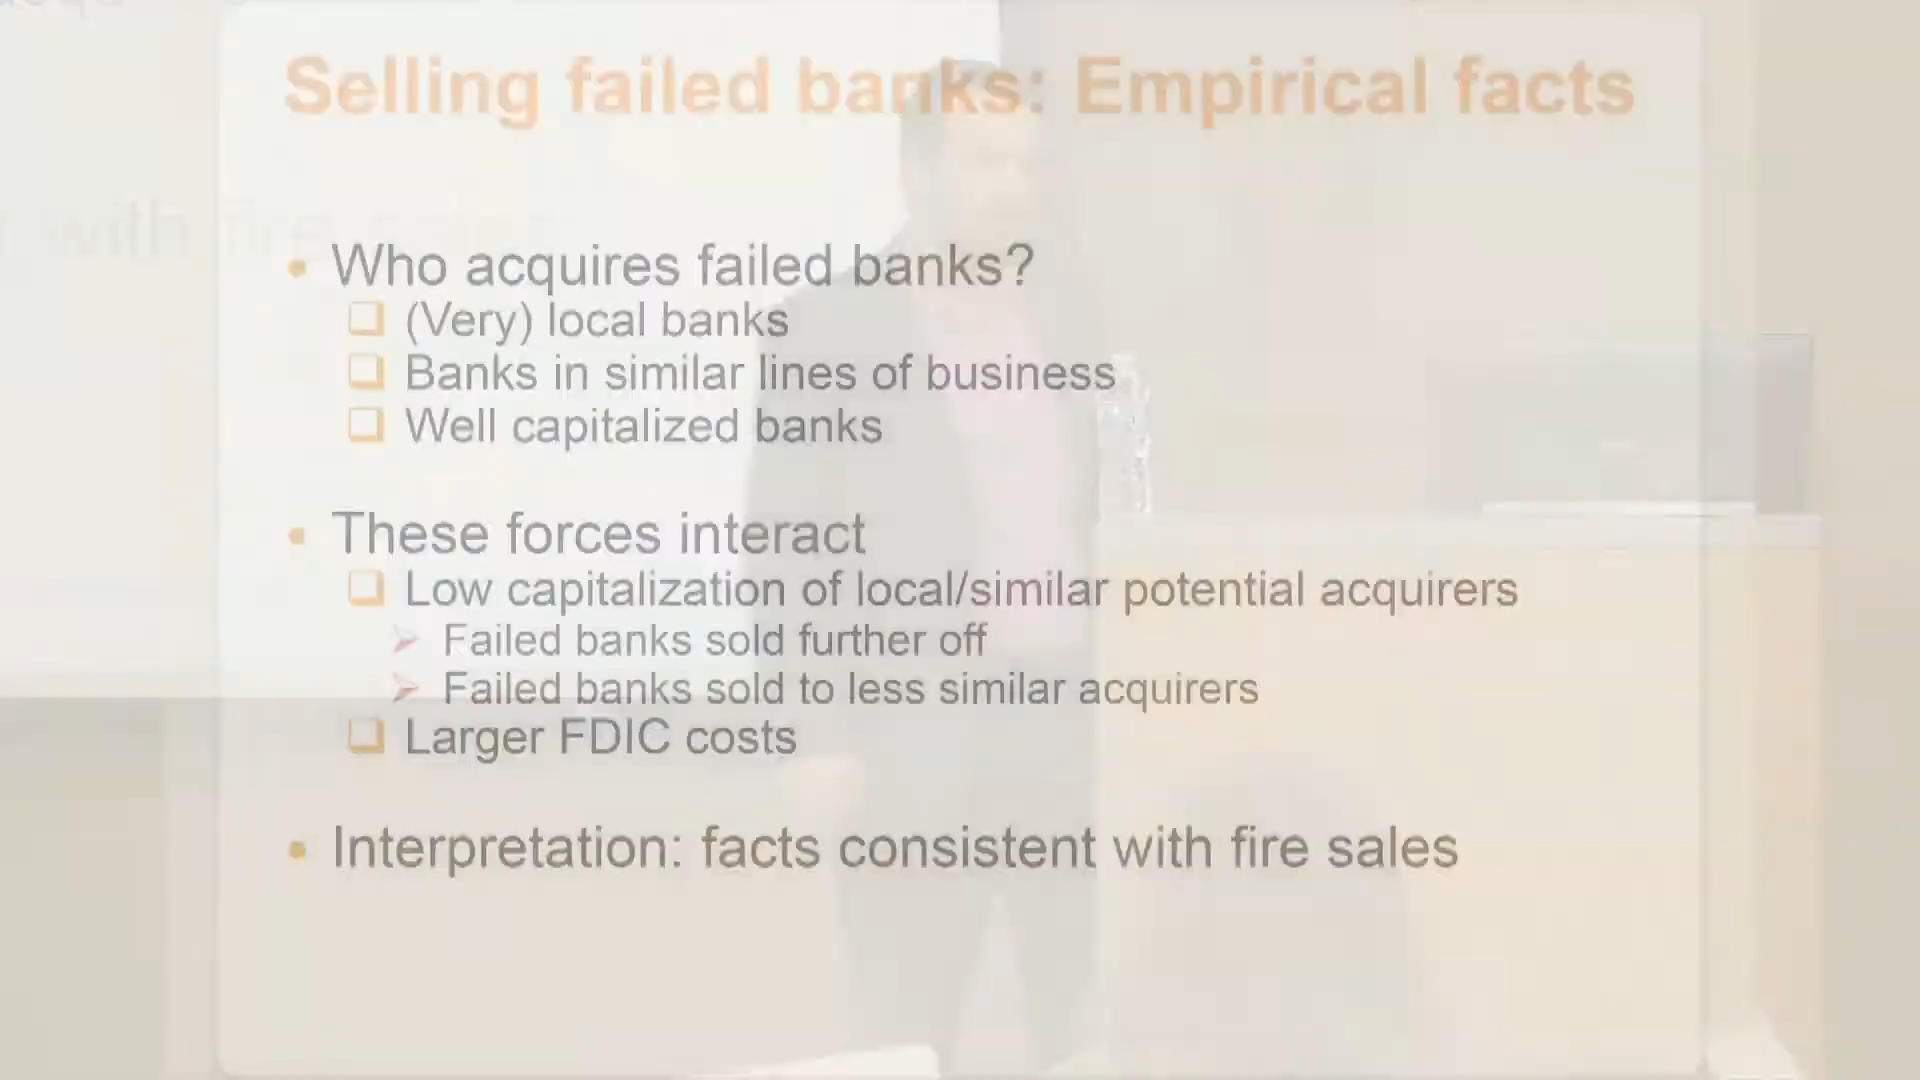 Selling failed banks: Empirical facts
with fire
• Who acquires failed banks?
❑ (Very) local banks
❑ Banks in similar lines of business
❑ Well capitalized banks
• These forces interact
❑ Low capitalization of local/similar potential acquirers
➢ Failed banks sold further off
➢ Failed banks sold to less similar acquirers
❑ Larger FDIC costs
• Interpretation: facts consistent with fire sales